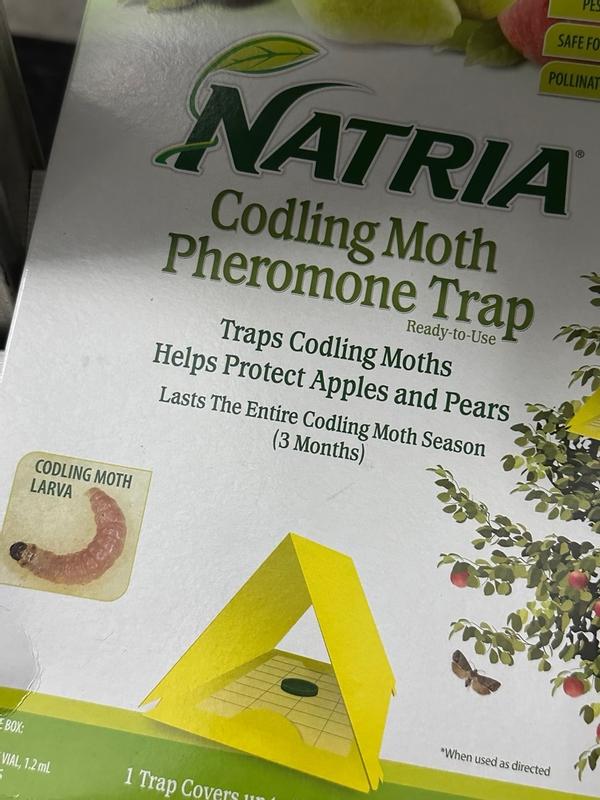 SAFE FO
POLLINAT
NATRIA®
Codling Moth
Pheromone Trap
Ready-to-Use
Traps Codling Moths
Helps Protect Apples and Pears
Lasts The Entire Codling Moth Season
(3 Months)
CODLING MOTH
LARVA
E BOX:
VIAL, 1.2 mL
*When used as directed
1 Trap Covers